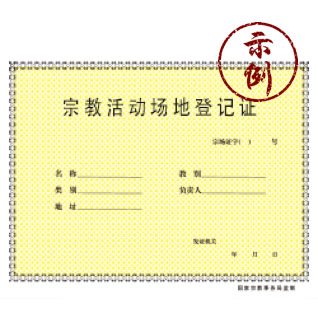 示例
宗教活动场地登记证
宗场证字( ) 号
名 称 教 别
类 别 负责人
地 址
发证机关
年 月 日
国家宗教事务局监制